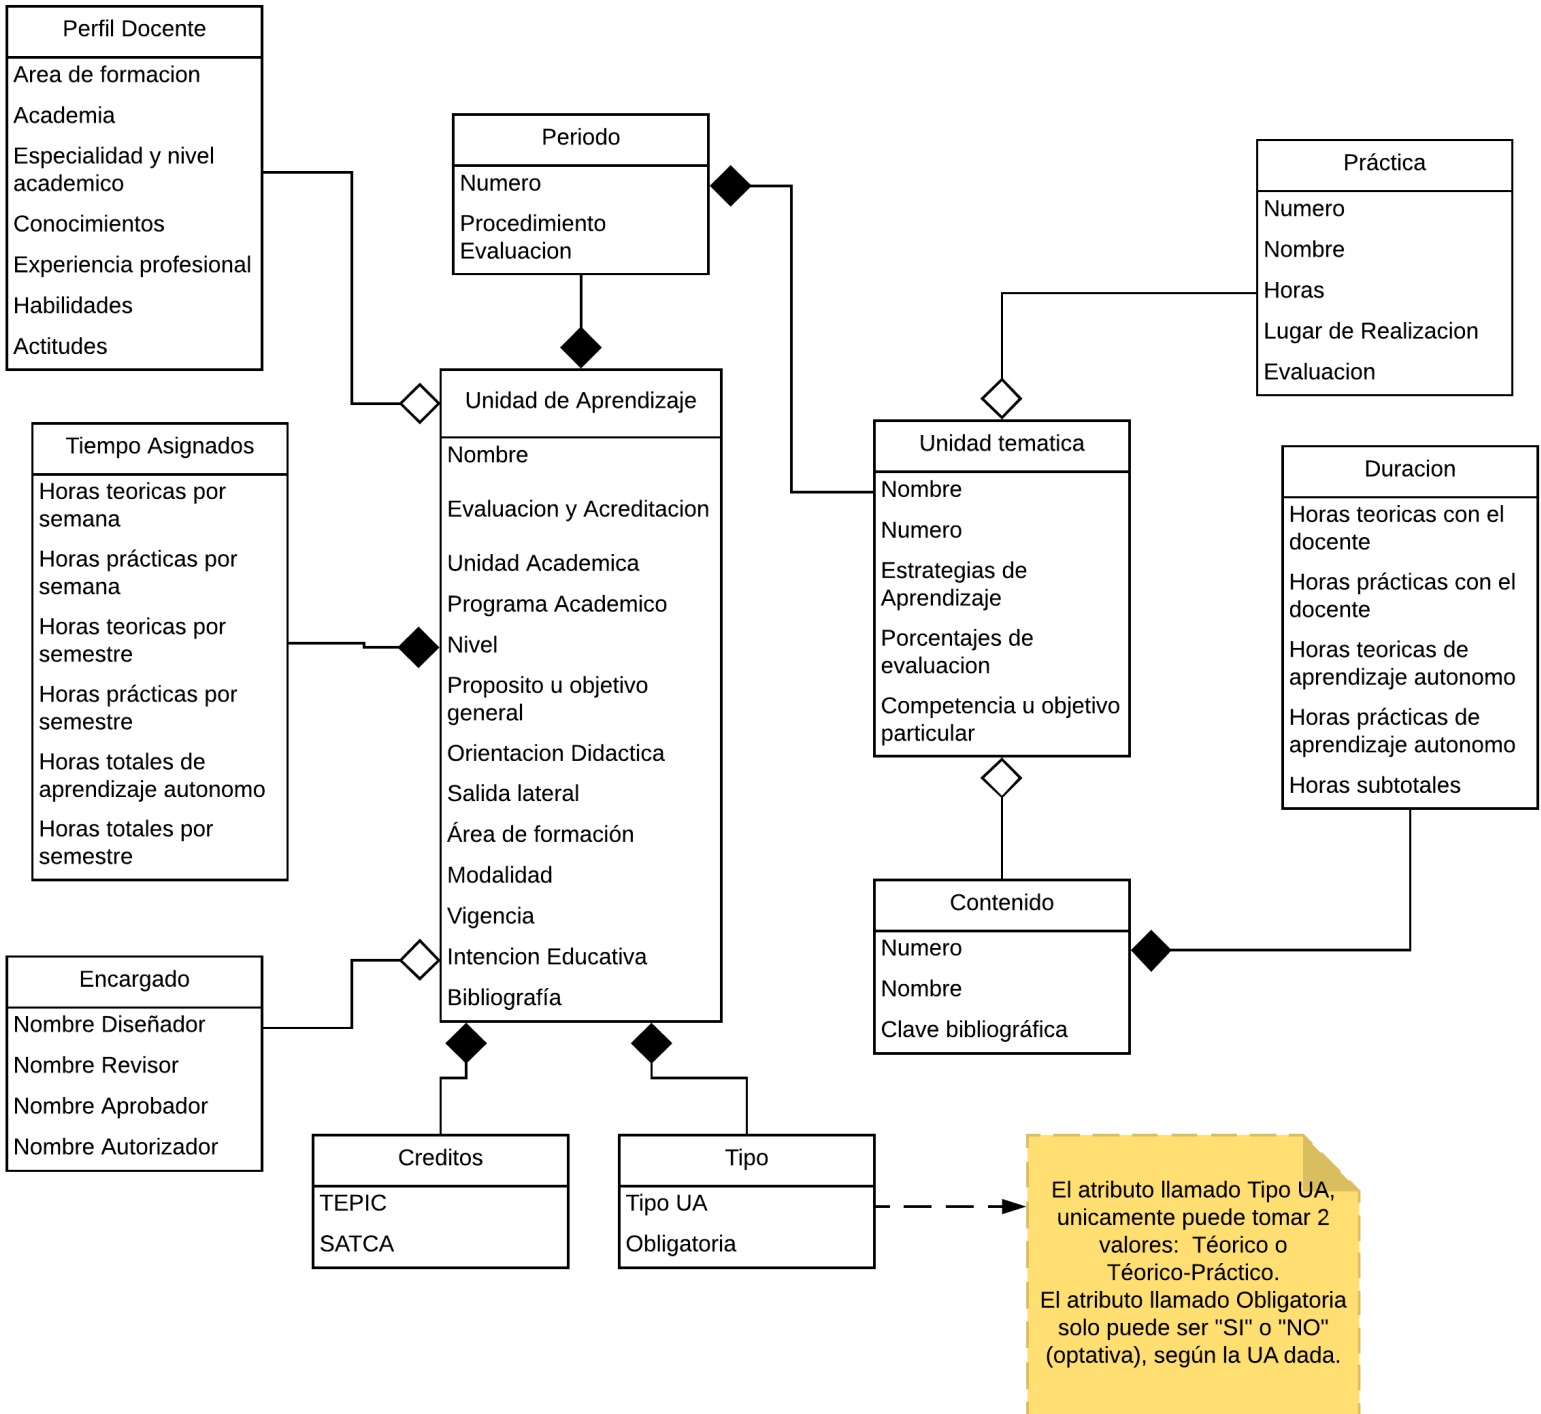 Perfil Docente
Area de formacion
Academia
Especialidad y nivel
academico
Conocimientos
Experiencia profesional
Habilidades
Actitudes
Periodo
Numero
Procedimiento
Evaluacion
Práctica
Numero
Nombre
Horas
Lugar de Realizacion
Evaluacion
Tiempo Asignados
Horas teoricas por
semana
Horas prácticas por
semana
Horas teoricas por
semestre
Horas prácticas por
semestre
Horas totales de
aprendizaje autonomo
Horas totales por
semestre
Unidad de Aprendizaje
Nombre
Evaluacion y Acreditacion
Unidad Academica
Programa Academico
Nivel
Proposito u objetivo
general
Orientacion Didactica
Salida lateral
Área de formación
Modalidad
Vigencia
Intencion Educativa
Bibliografía
Unidad tematica
Nombre
Numero
Estrategias de
Aprendizaje
Porcentajes de
evaluacion
Competencia u objetivo
particular
Duracion
Horas teoricas con el
docente
Horas prácticas con el
docente
Horas teoricas de
aprendizaje autonomo
Horas prácticas de
aprendizaje autonomo
Horas subtotales
Contenido
Numero
Nombre
Clave bibliográfica
Encargado
Nombre Diseñador
Nombre Revisor
Nombre Aprobador
Nombre Autorizador
Creditos
TEPIC
SATCA
Tipo
Tipo UA
Obligatoria
El atributo llamado Tipo UA,
unicamente puede tomar 2
valores:  Téorico o
Téorico-Práctico.
El atributo llamado Obligatoria
solo puede ser "SI" o "NO"
(optativa), según la UA dada.